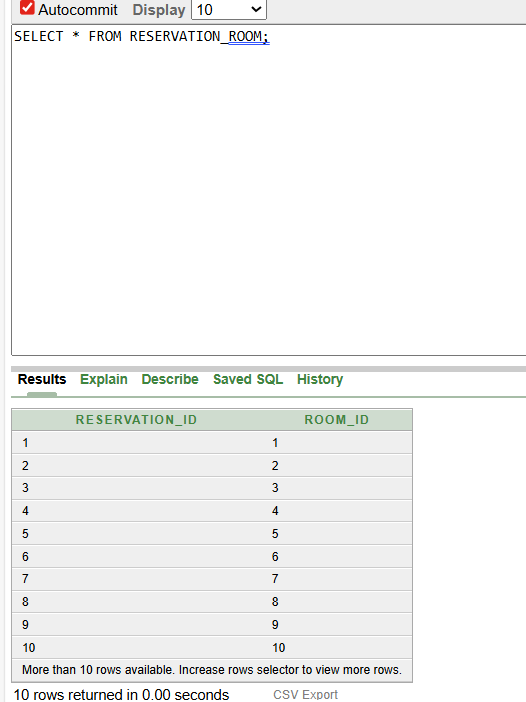 Autocommit Display 10
SELECT * FROM RESERVATION_ROOM;
Results Explain Describe Saved SQL History
RESERVATION_ID ROOM_ID
1 1
2 2
3 3
4 4
5 5
6 6
7 7
8 8
9 9
10 10
More than 10 rows available. Increase rows selector to view more rows.
10 rows returned in 0.00 seconds CSV Export